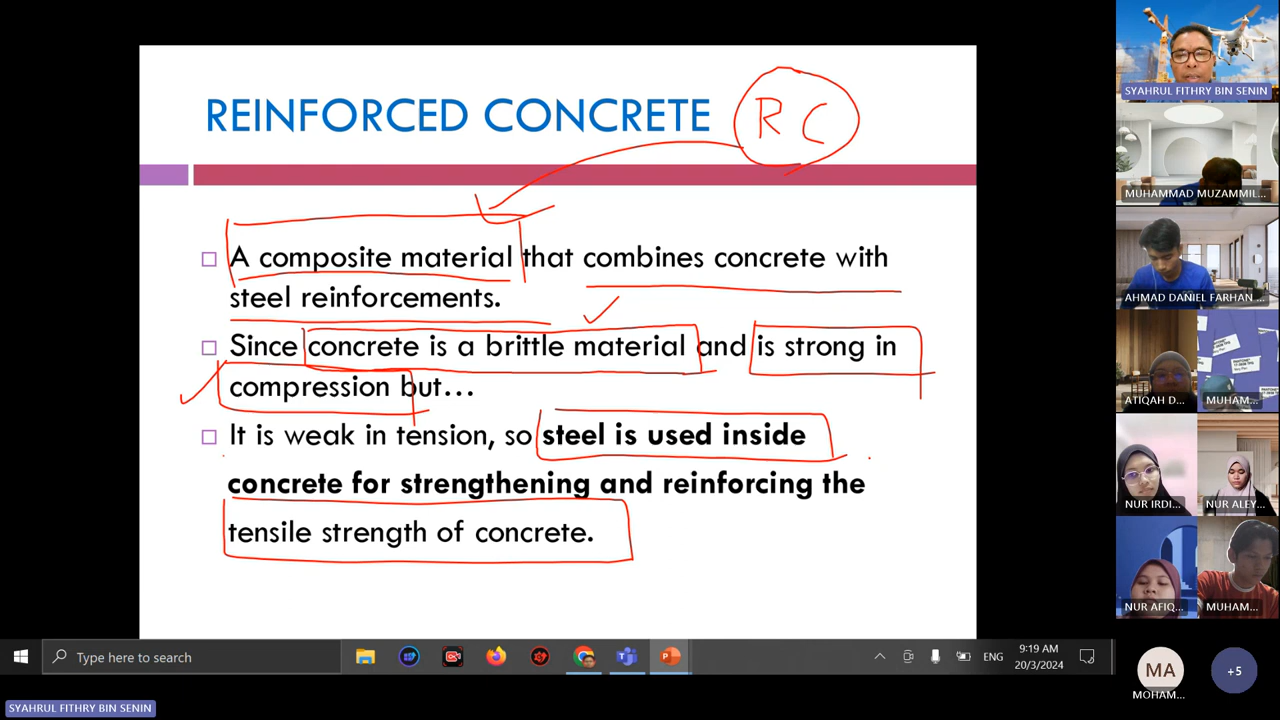 REINFORCED CONCRETE
RC
A composite material that combines concrete with
steel reinforcements.
Since concrete is a brittle material and is strong in
compression but...
It is weak in tension, so steel is used inside
concrete for strengthening and reinforcing the
tensile strength of concrete.
SYAHRUL FITHRY BIN SENIN
MUHAMMAD MUZAMMIL...
AHMAD DANIEL FARHAN
ATIQAH D...
MUHAM...
NUR IRDI...
NUR ALEY...
NUR AFIQ...
MUHAM...
MA
MOHAM...
+5
Type here to search
ENG
9:19 AM
20/3/2024
SYAHRUL FITHRY BIN SENIN